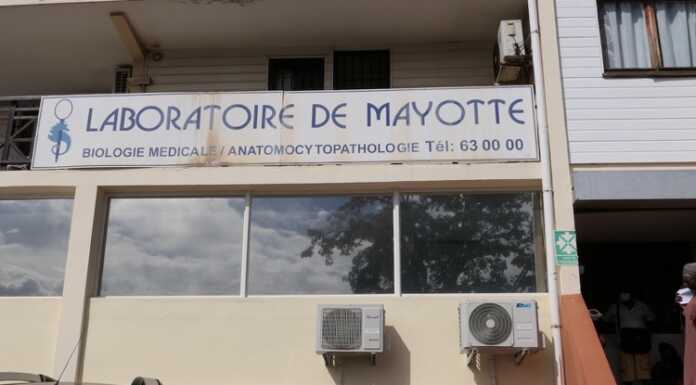 LABORATOIRE DE MAYOTTE
BIOLOGIE MEDICALE / ANATOMOCYTOPATHOLOGIE Tél: 63 00 00